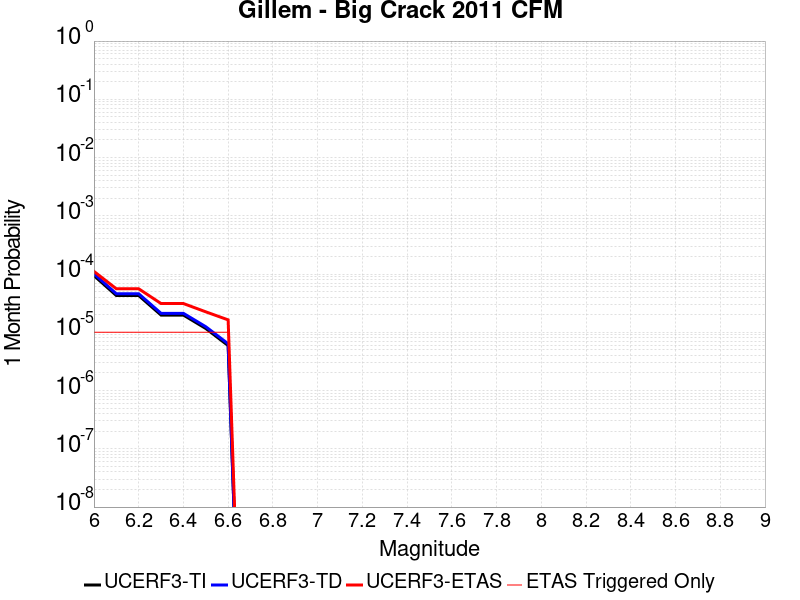 Gillem - Big Crack 2011 CFM
10^0
10^-1
10^-2
10^-3
10^-4
10^-5
10^-6
10^-7
10^-8
1 Month Probability
6 6.2 6.4 6.6 6.8 7 7.2 7.4 7.6 7.8 8 8.2 8.4 8.6 8.8 9
Magnitude
UCERF3-TI UCERF3-TD UCERF3-ETAS ETAS Triggered Only